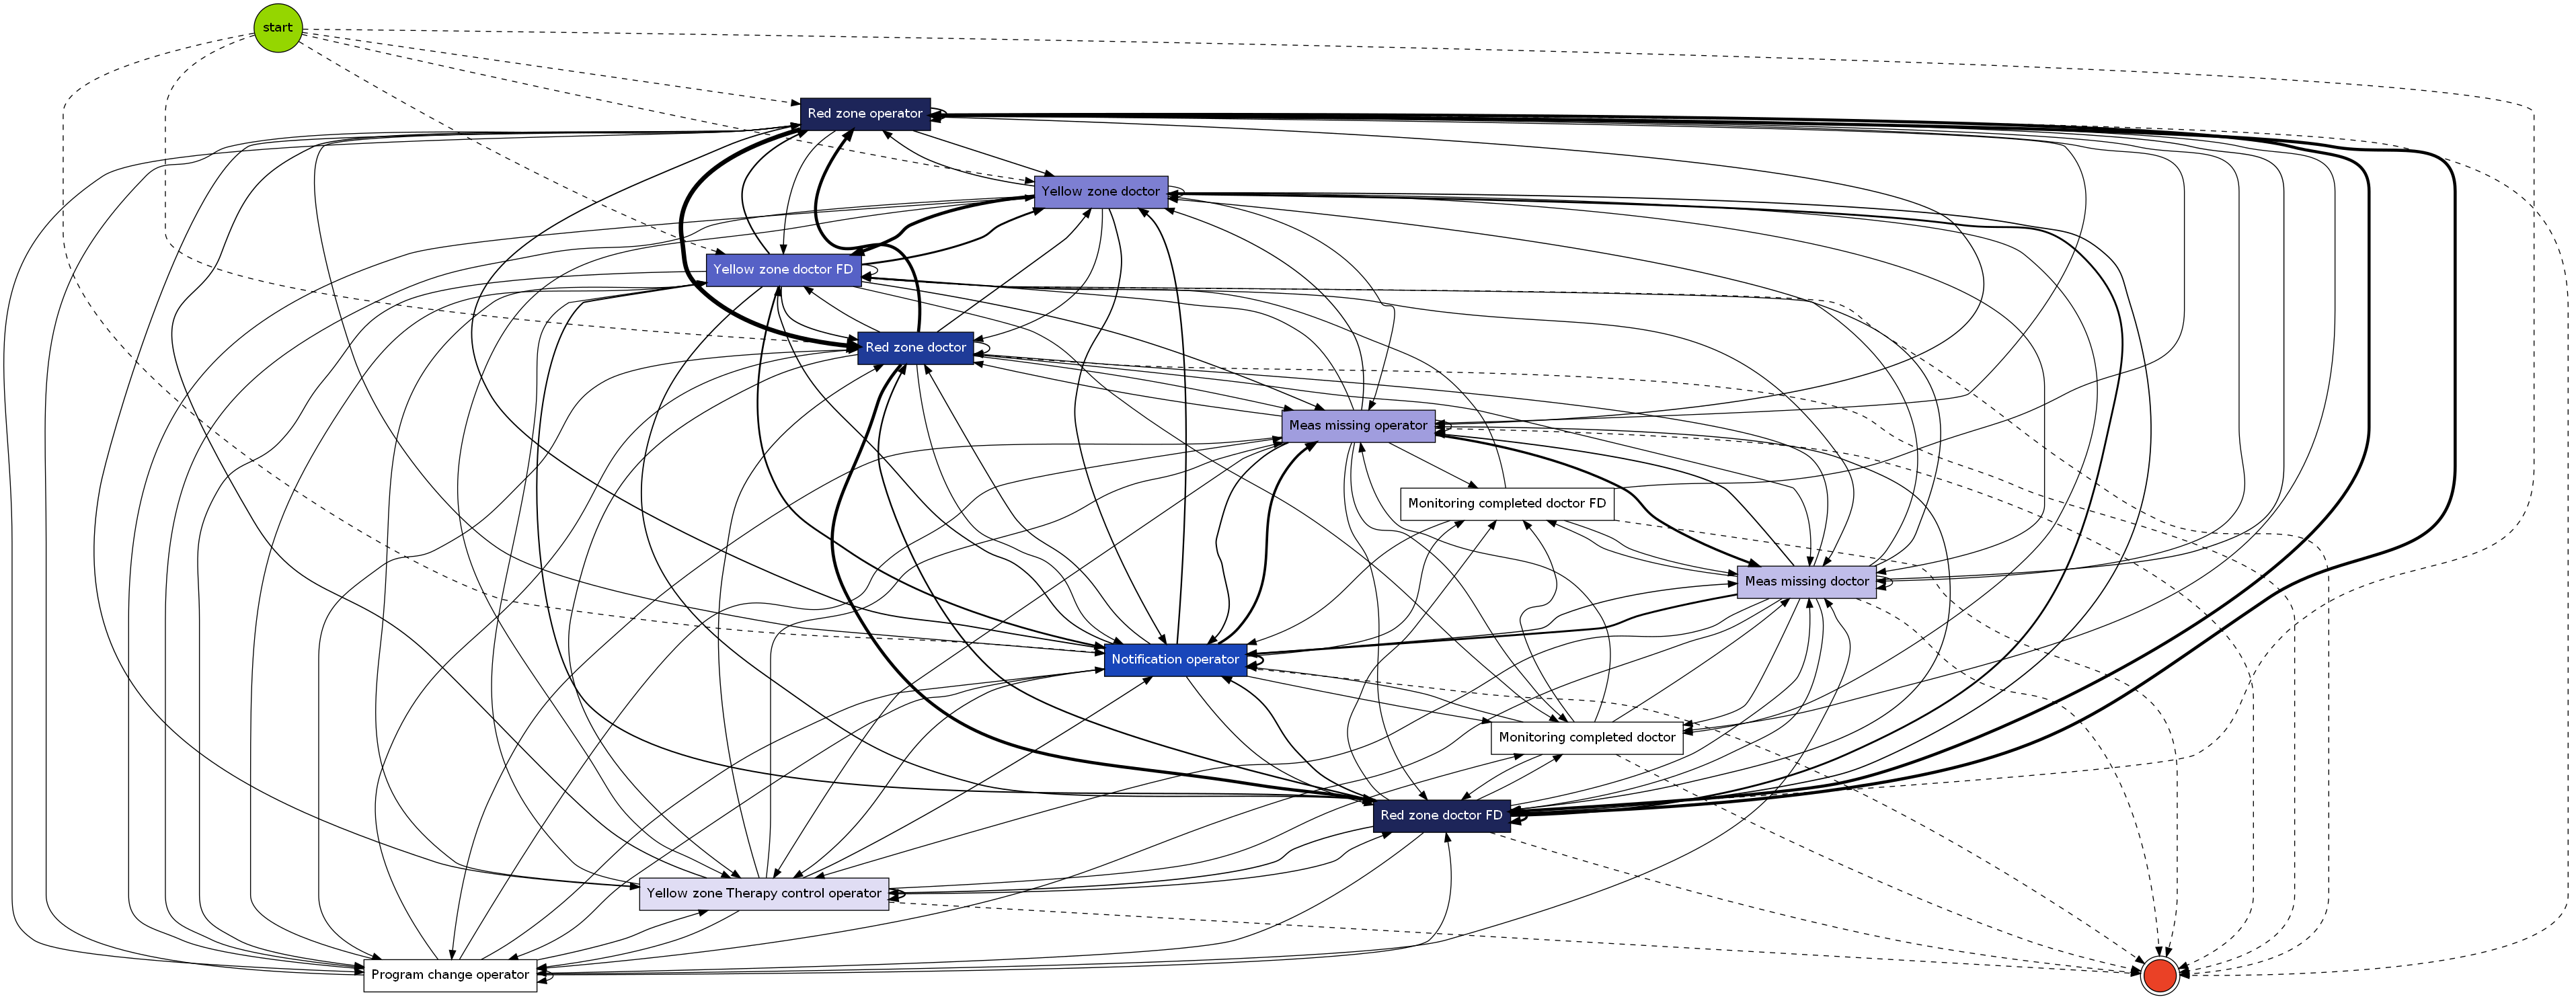 start
Red zone operator
Yellow zone doctor
Yellow zone doctor FD
Red zone doctor
Meas missing operator
Monitoring completed doctor FD
Meas missing doctor
Notification operator
Monitoring completed doctor
Red zone doctor FD
Yellow zone Therapy control operator
Program change operator